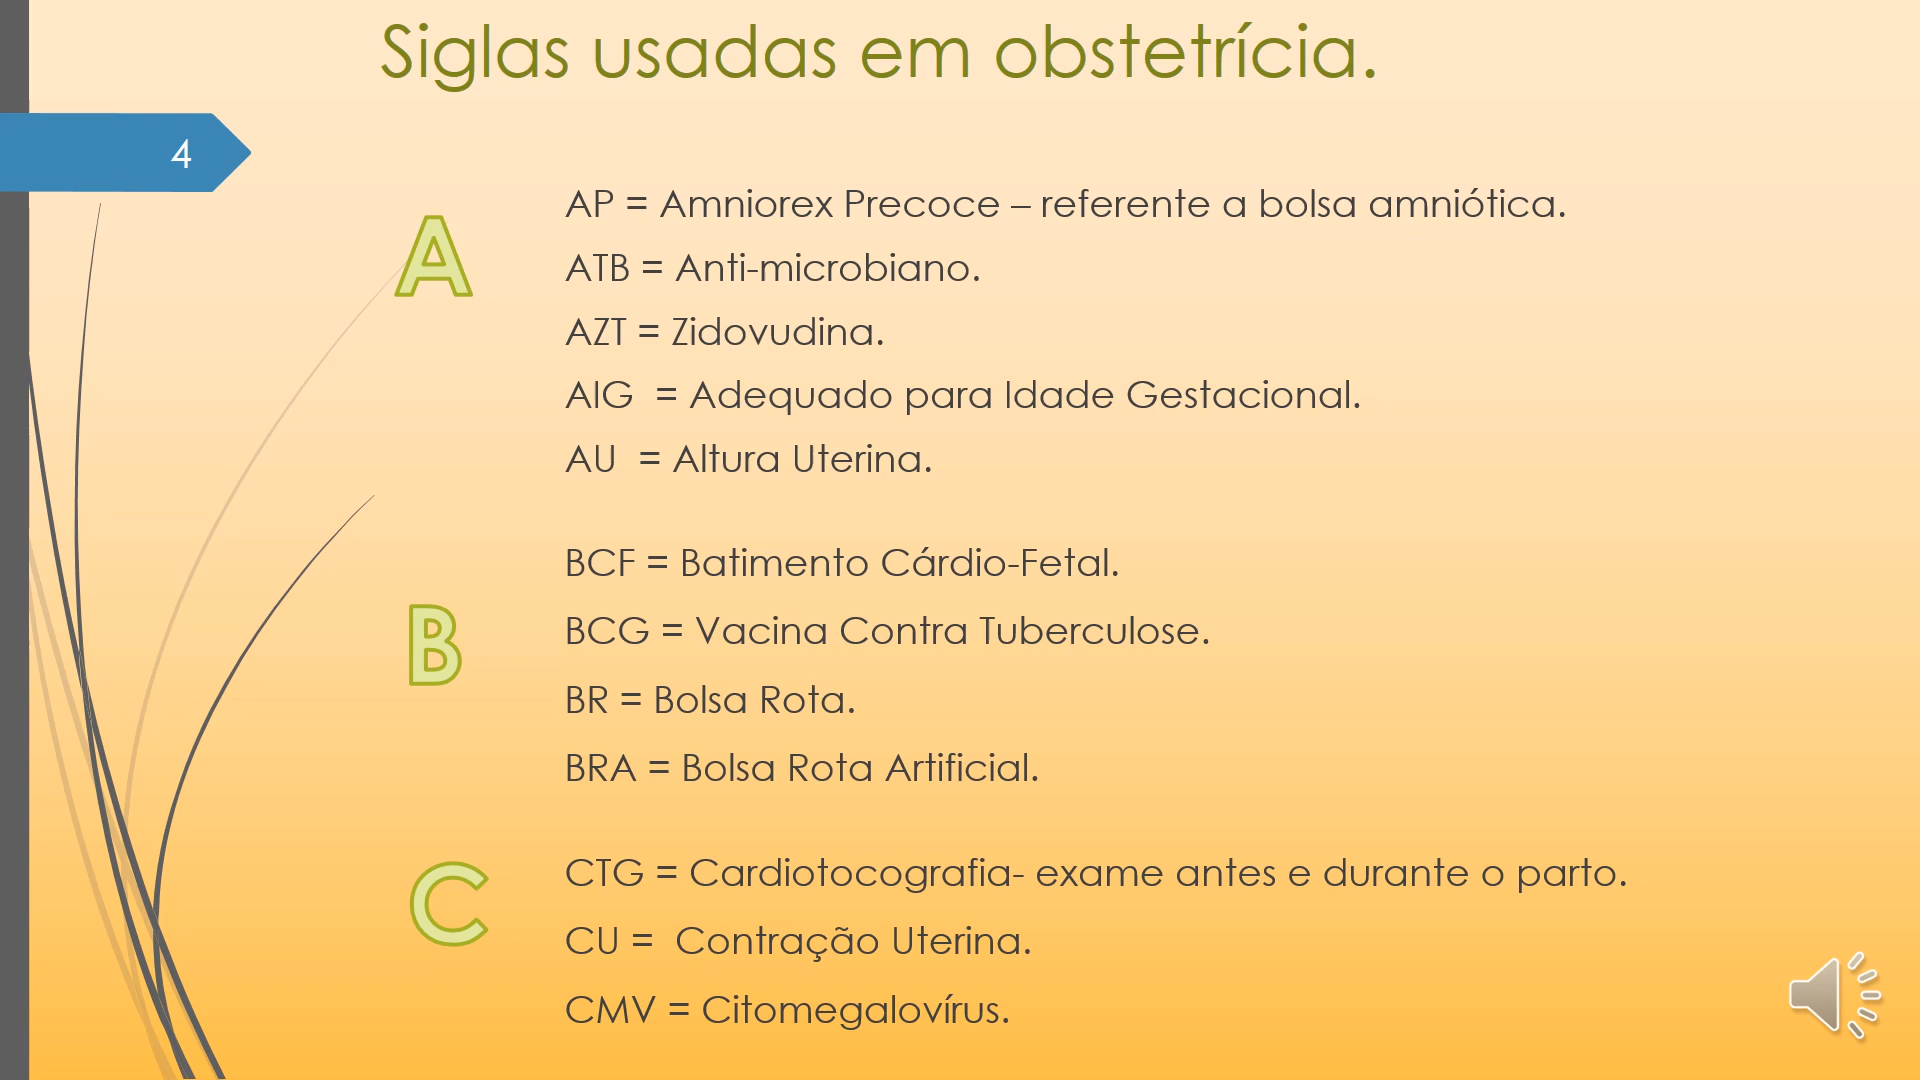 Siglas usadas em obstetrícia.
4
A
AP = Amniorex Precoce – referente a bolsa amniótica.
ATB = Anti-microbiano.
AZT = Zidovudina.
AIG  = Adequado para Idade Gestacional.
AU  = Altura Uterina.
B
BCF = Batimento Cárdio-Fetal.
BCG = Vacina Contra Tuberculose.
BR = Bolsa Rota.
BRA = Bolsa Rota Artificial.
C
CTG = Cardiotocografia- exame antes e durante o parto.
CU =  Contração Uterina.
CMV = Citomegalovírus.